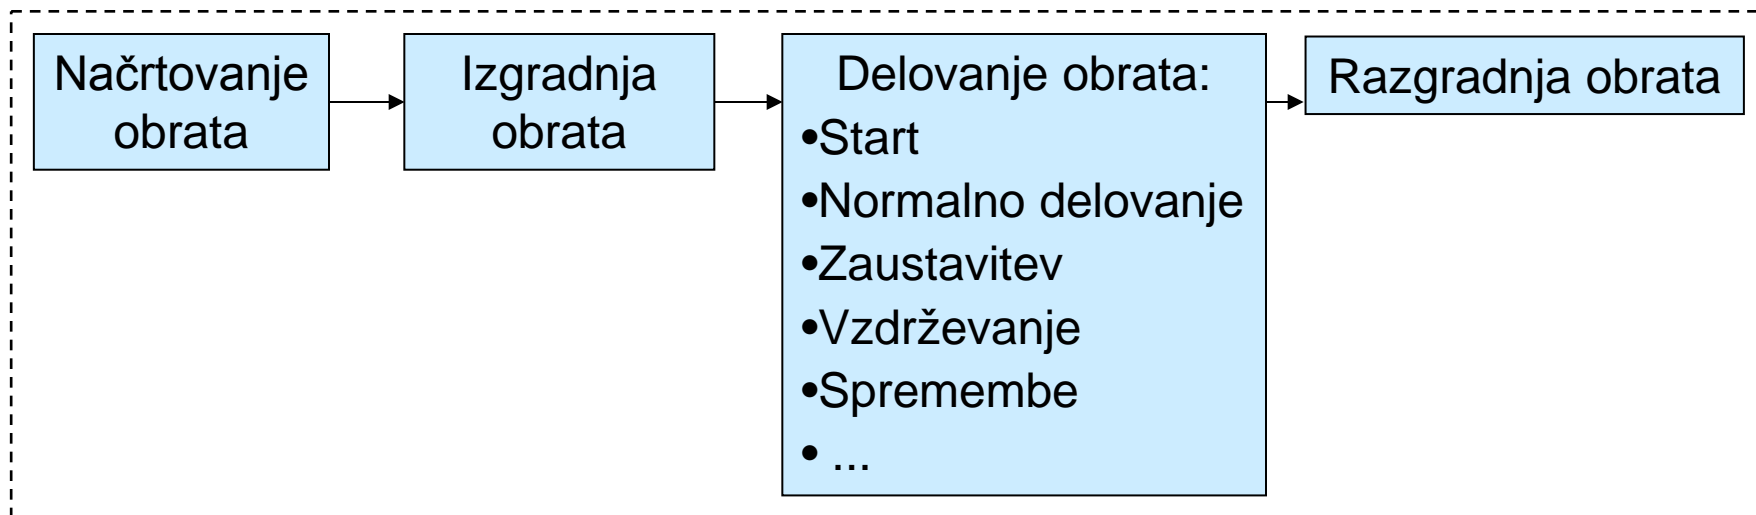 Načrtovanje
obrata
Izgradnja
obrata
Delovanje obrata:
•Start
•Normalno delovanje
•Zaustavitev
•Vzdrževanje
•Spremembe
• ...
Razgradnja obrata